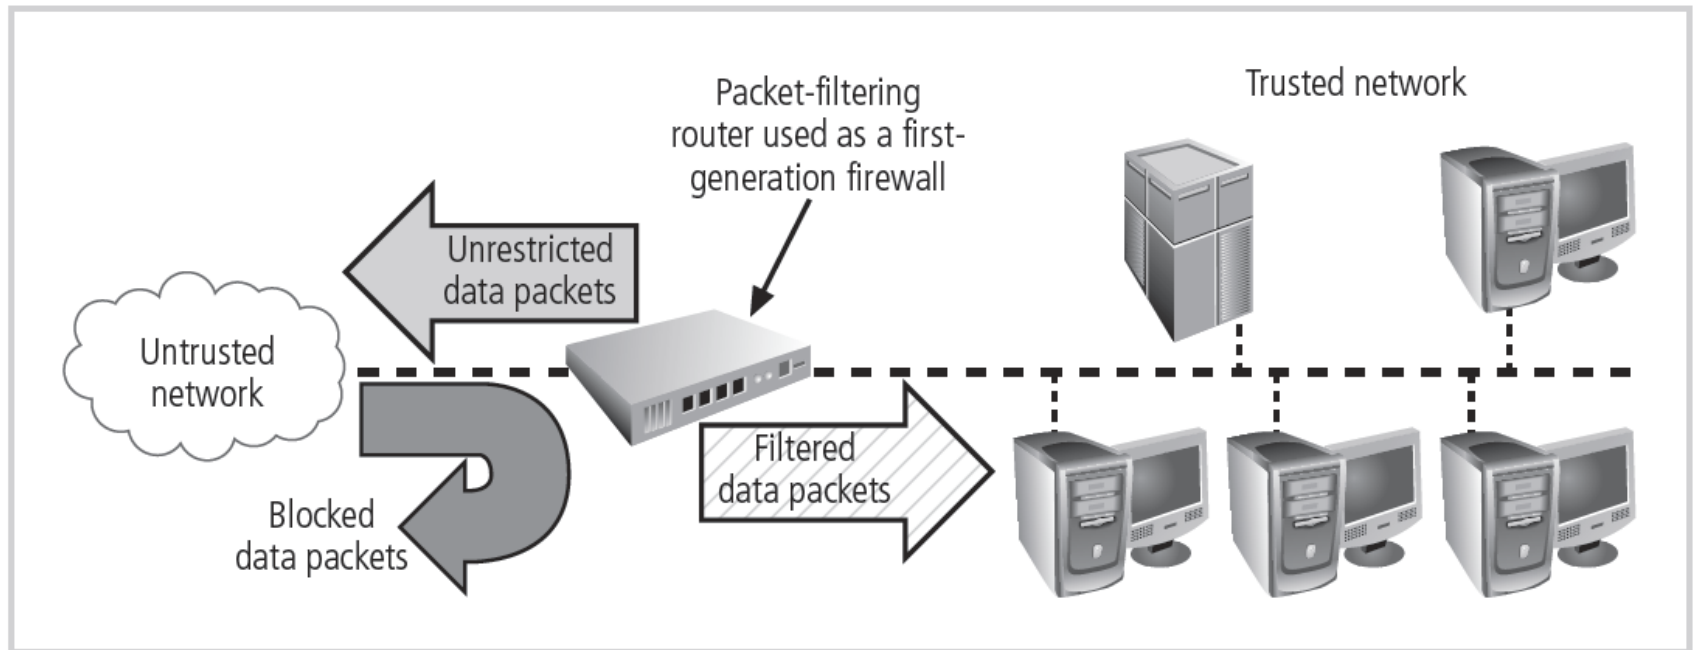 Packet-filtering
router used as a first-
generation firewall
Trusted network
Unrestricted
data packets
Untrusted
network
Filtered
data packets
Blocked
data packets